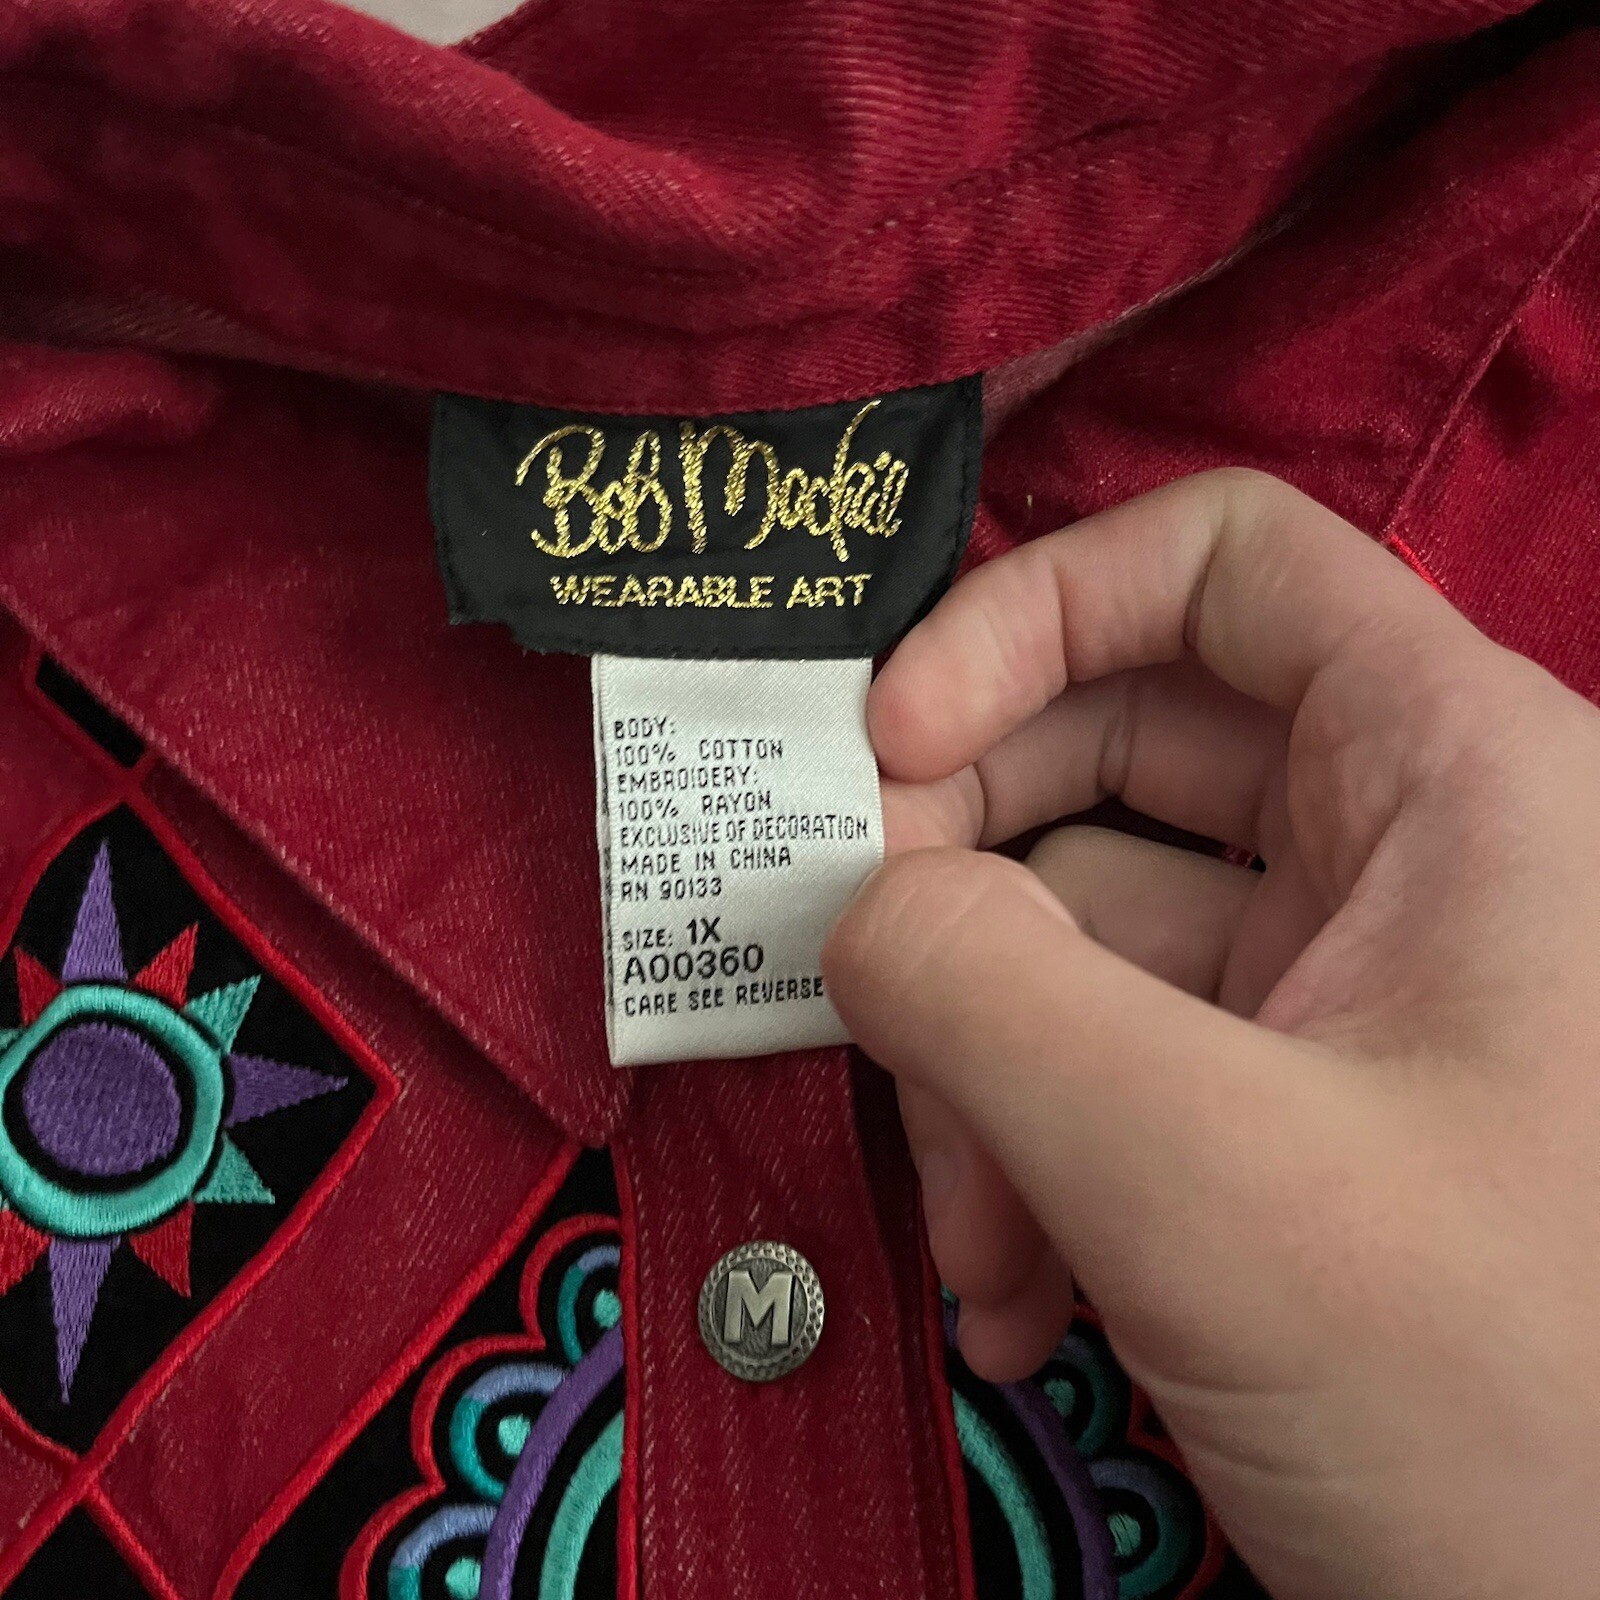 Bob Mackie
WEARABLE ART
BODY:
100% COTTON
EMBROIDERY:
100% RAYON
EXCLUSIVE OF DECORATION
MADE IN CHINA
RN 90133
SIZE: 1X
A00360
CARE SEE REVERSE
M